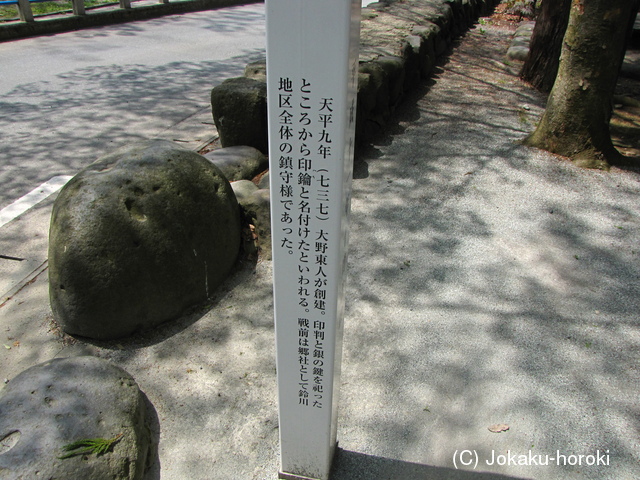 天平九年(七三七)大野東人が創建。印判と銀の鍵を祀った
ところから印鑰と名付けたといわれる。戦前は郷社として鈴川
地区全体の鎮守様であった。
(C) Jokaku-horoki